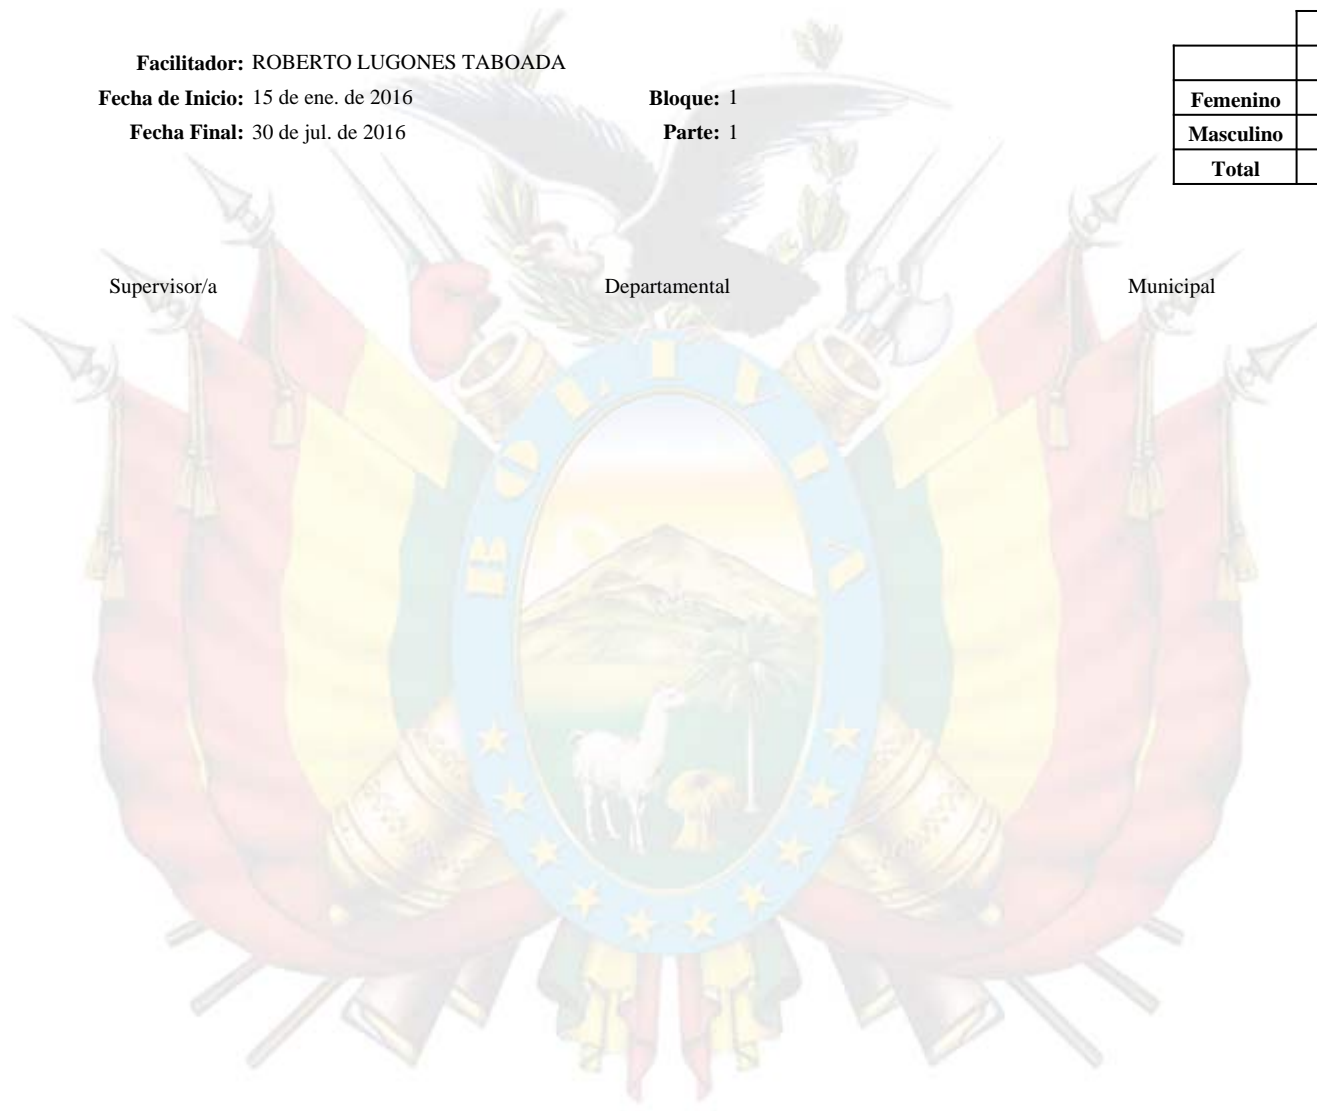 Facilitador: ROBERTO LUGONES TABOADA
Fecha de Inicio: 15 de ene. de 2016 Bloque: 1
Fecha Final: 30 de jul. de 2016 Parte: 1
Femenino
Masculino
Total
Supervisor/a Departamental Municipal
BOLIVIA